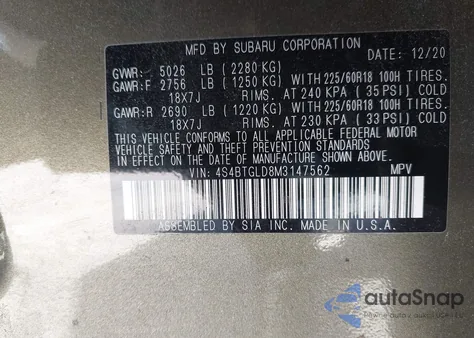 MFD BY SUBARU CORPORATION
DATE: 12/20
GVWR: 5026 LB (2280 KG)
GAWR:F 2756 LB (1250 KG) WITH 225/60R18 100H TIRES.
18X7J RIMS. AT 240 KPA (35 PSI) COLD
GAWR:R 2690 LB (1220 KG) WITH 225/60R18 100H TIRES.
18X7J RIMS. AT 230 KPA (33 PSI) COLD
THIS VEHICLE CONFORMS TO ALL APPLICABLE FEDERAL MOTOR
VEHICLE SAFETY AND THEFT PREVENTION STANDARDS
IN EFFECT ON THE DATE OF MANUFACTURE SHOWN ABOVE.
VIN: 4S4BTGLD8M3147562 MPV
ASSEMBLED BY SIA INC. MADE IN U.S.A.
autoSnap